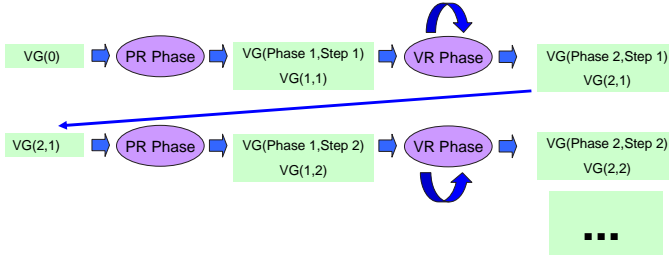 VG(0)
PR Phase
VG(Phase 1,Step 1)
VG(1,1)
VR Phase
VG(Phase 2,Step 1)
VG(2,1)
VG(2,1)
PR Phase
VG(Phase 1,Step 2)
VG(1,2)
VR Phase
VG(Phase 2,Step 2)
VG(2,2)
...